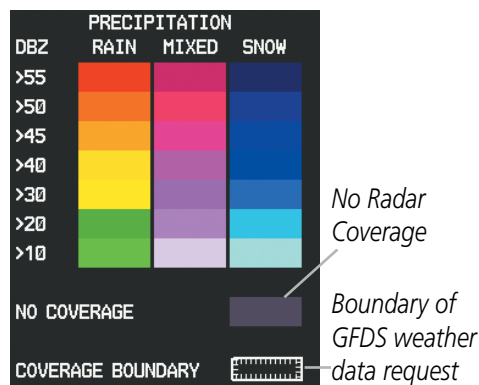 PRECIPITATION
DBZ RAIN MIXED SNOW
>55
>50
>45
>40
>30
>20
>10
No Radar
Coverage
NO COVERAGE
Boundary of
GFDS weather
data request
COVERAGE BOUNDARY